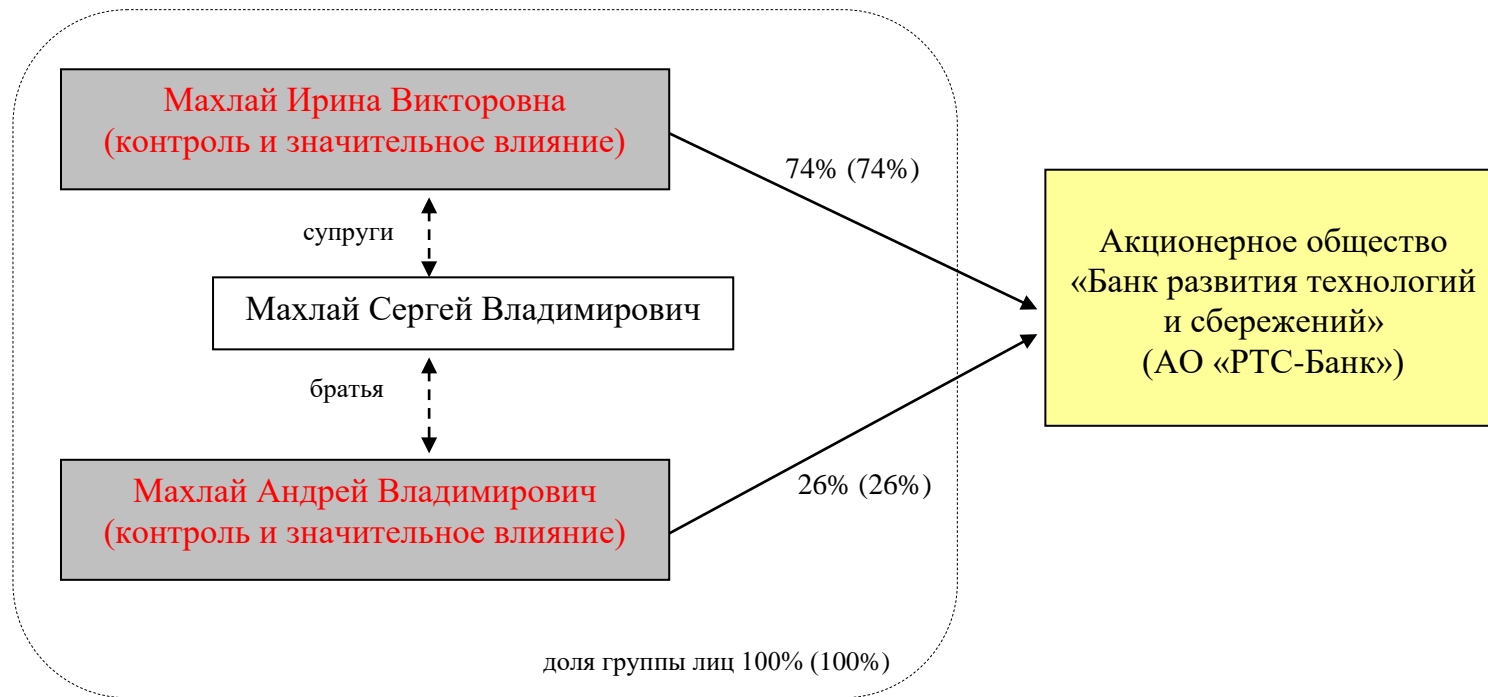 Махлай Ирина Викторовна
(контроль и значительное влияние)
74% (74%)
супруги
Махлай Сергей Владимирович
братья
Махлай Андрей Владимирович
(контроль и значительное влияние)
26% (26%)
доля группы лиц 100% (100%)
Акционерное общество
«Банк развития технологий
и сбережений»
(АО «РТС-Банк»)